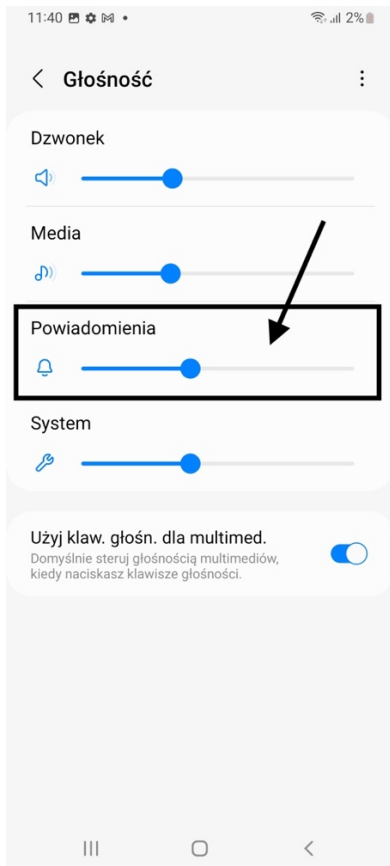 11:40 2%
Głośność
Dzwonek
Media
Powiadomienia
System
Użyj klaw. głośn. dla multimed.
Domyślnie steruj głośnością multimediów,
kiedy naciskasz klawisze głośności.